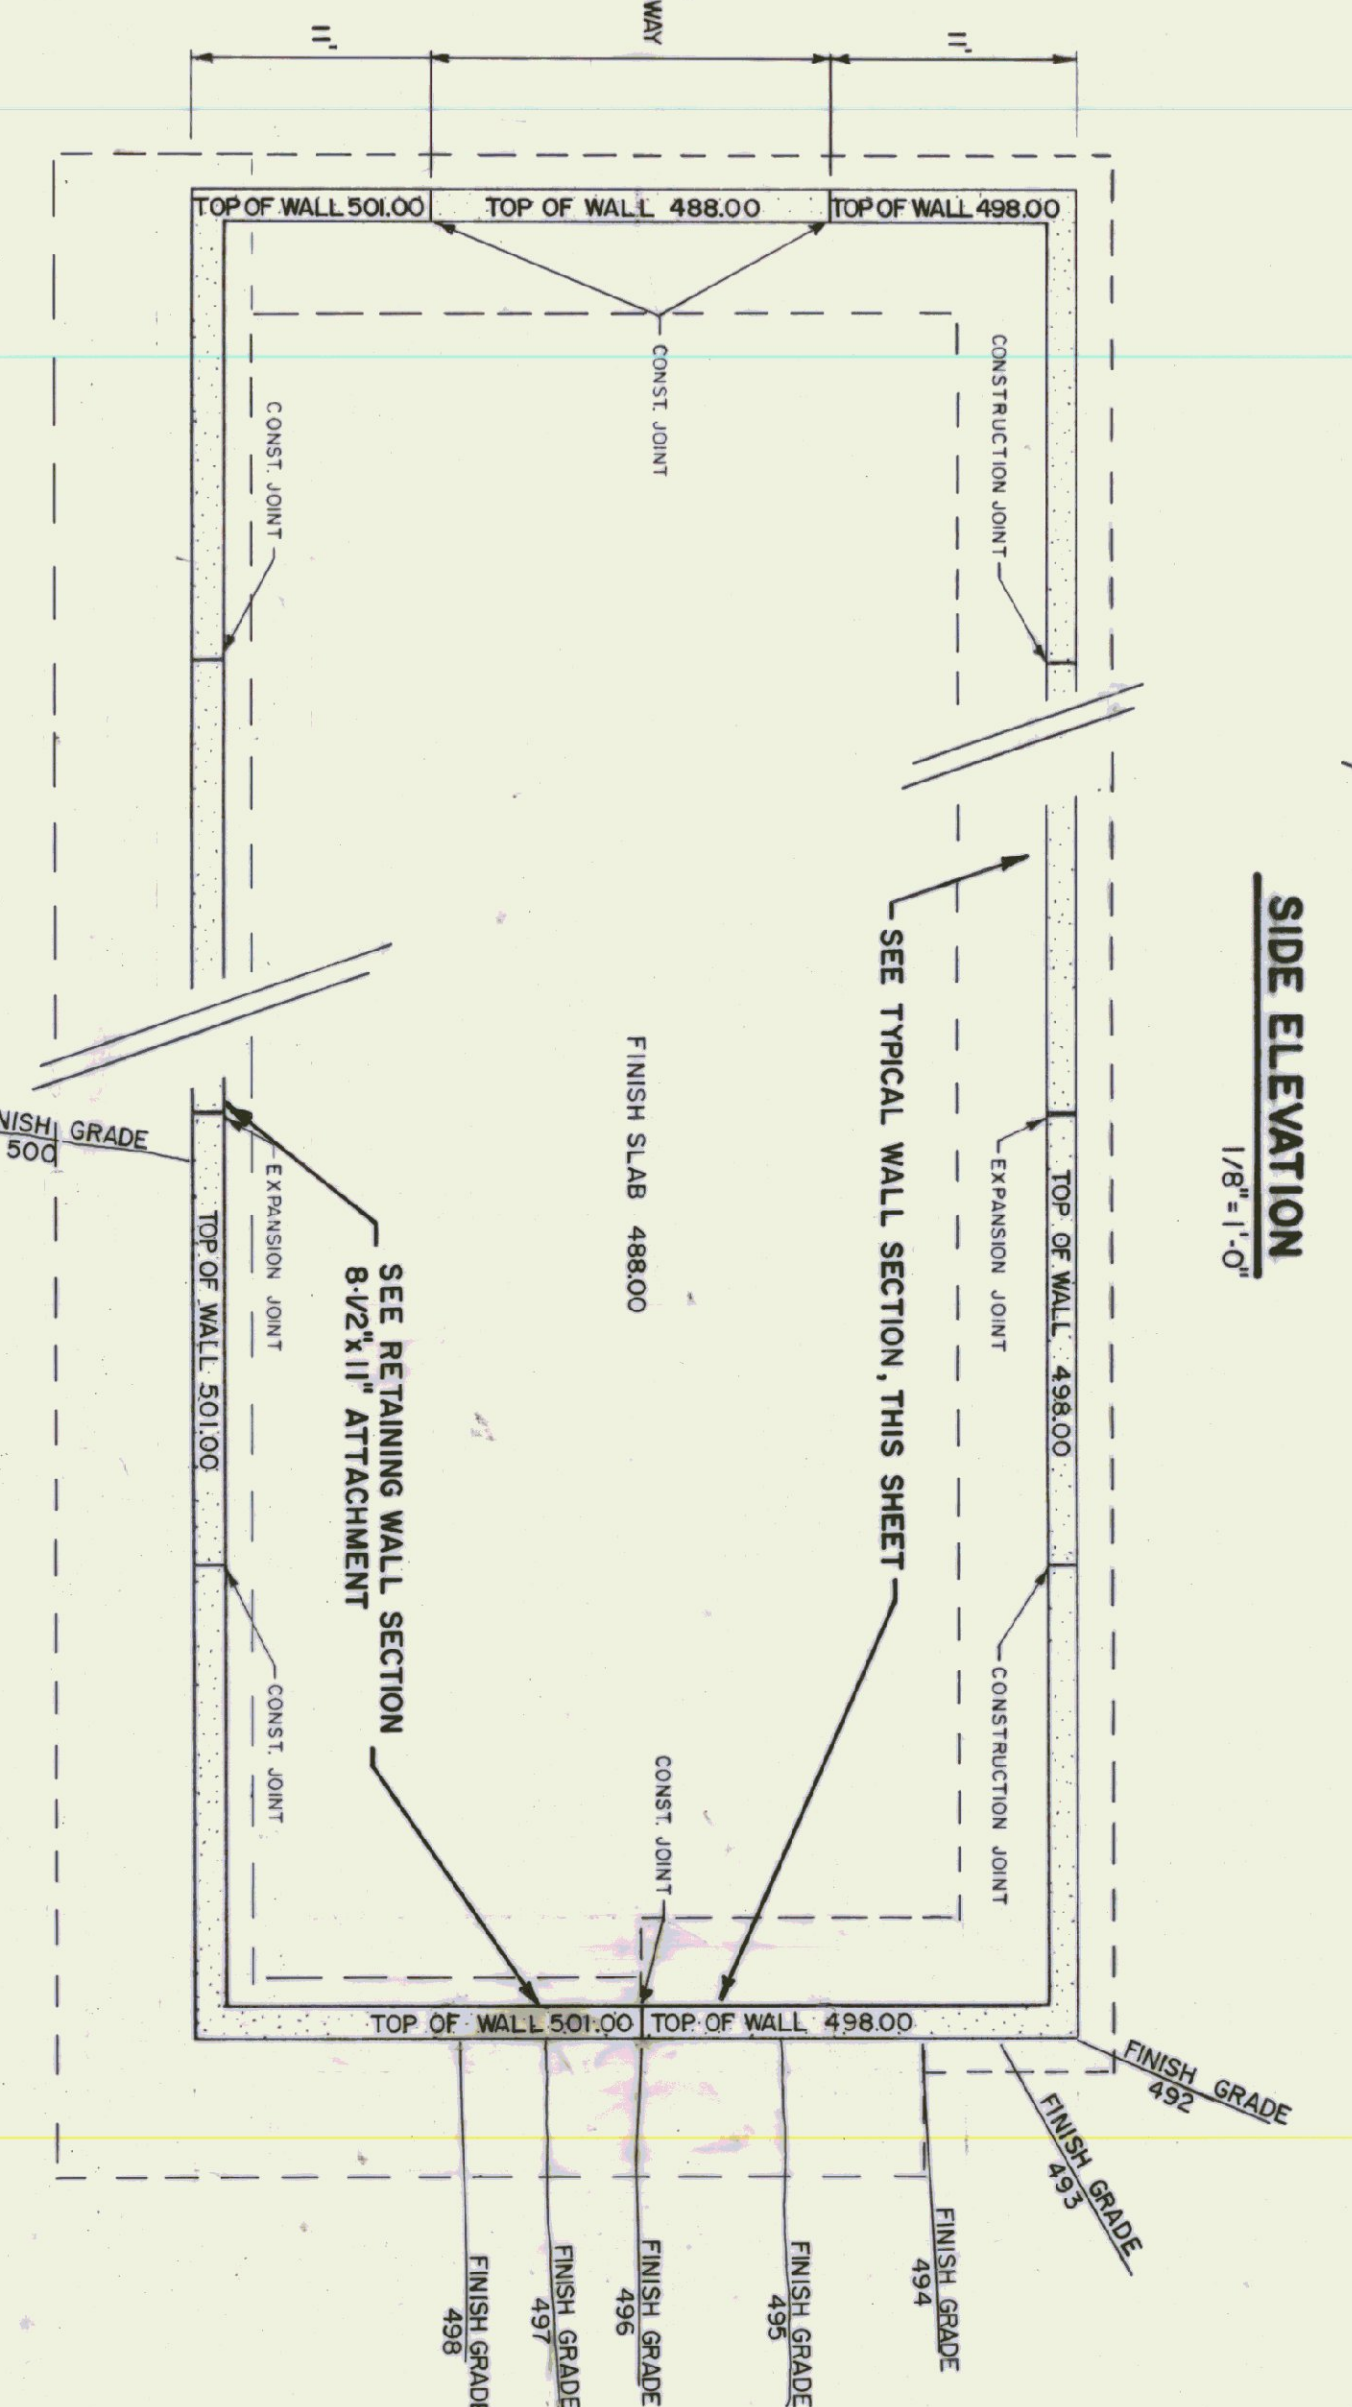 11'
WAY
11'
TOP OF WALL 501.00
TOP OF WALL 488.00
TOP OF WALL 498.00
CONST. JOINT
CONST. JOINT
CONSTRUCTION JOINT
SIDE ELEVATION
1/8" = 1'-0"
SEE TYPICAL WALL SECTION, THIS SHEET
FINISH SLAB 488.00
GRADE
500
EXPANSION JOINT
TOP OF WALL 501.00
SEE RETAINING WALL SECTION
8-1/2" x 11" ATTACHMENT
EXPANSION JOINT
TOP OF WALL 498.00
CONST. JOINT
CONST. JOINT
CONSTRUCTION JOINT
TOP OF WALL 501.00
TOP OF WALL 498.00
FINISH GRADE
492
FINISH GRADE
493
FINISH GRADE
494
FINISH GRADE
495
FINISH GRADE
496
FINISH GRADE
497
FINISH GRADE
498